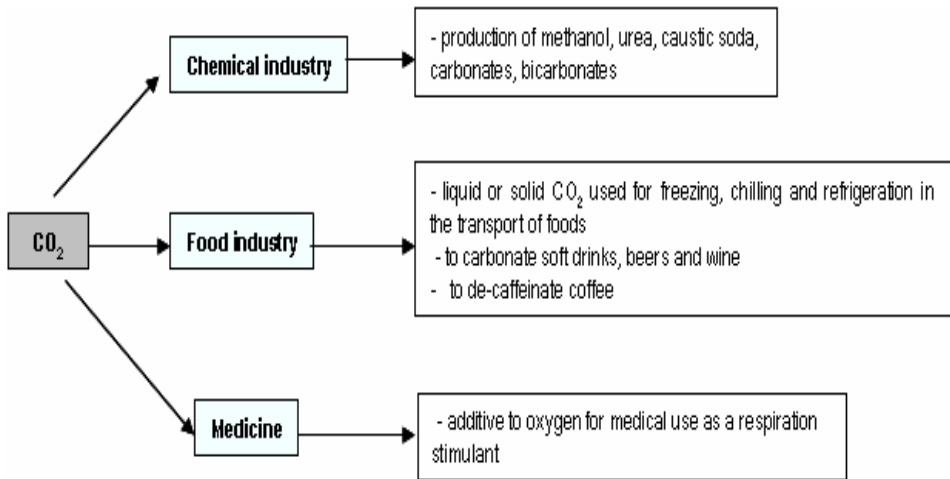 - production of methanol, urea, caustic soda,
carbonates, bicarbonates
Chemical industry
- liquid or solid CO₂ used for freezing, chilling and refrigeration in
the transport of foods
- to carbonate soft drinks, beers and wine
- to de-caffeinate coffee
CO₂
Food industry
Medicine
- additive to oxygen for medical use as a respiration
stimulant